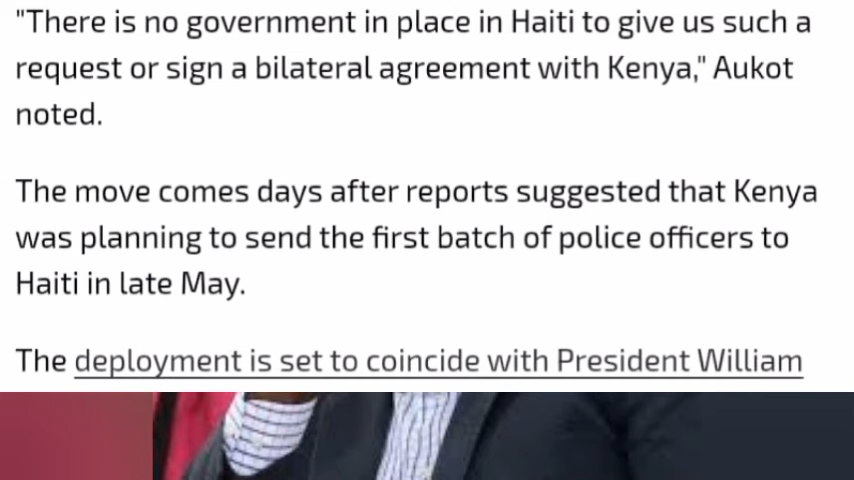 "There is no government in place in Haiti to give us such a
request or sign a bilateral agreement with Kenya," Aukot
noted.
The move comes days after reports suggested that Kenya
was planning to send the first batch of police officers to
Haiti in late May.
The deployment is set to coincide with President William